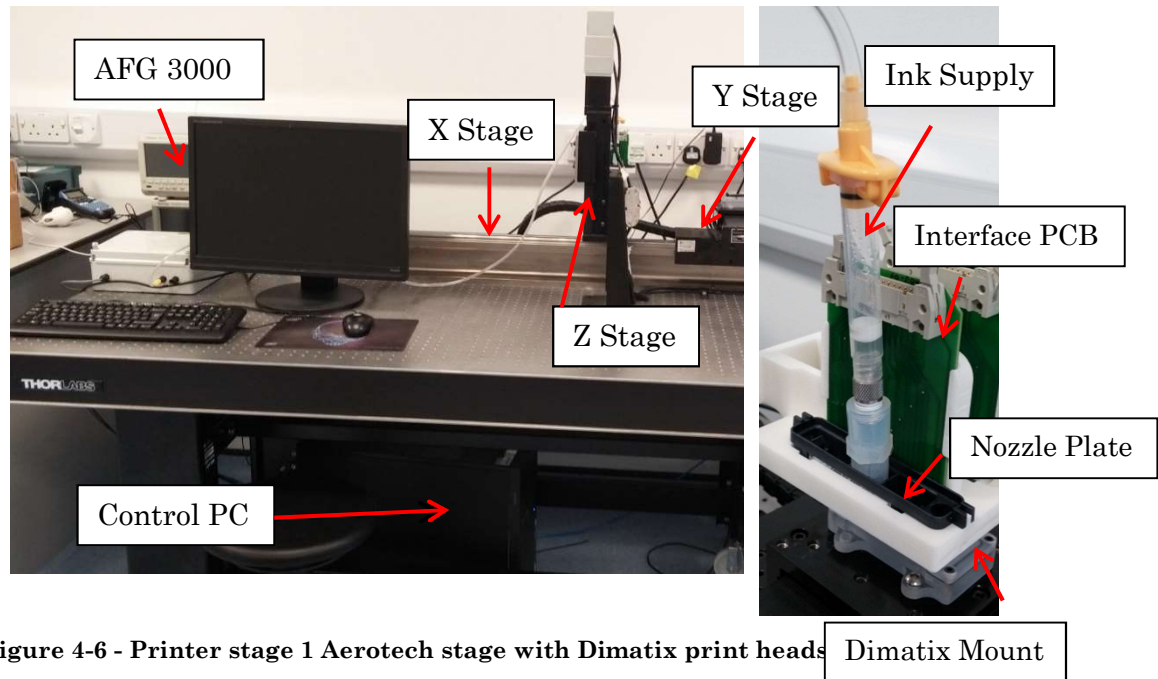 AFG 3000
X Stage
Y Stage
Ink Supply
Interface PCB
Z Stage
THORLABS
Nozzle Plate
Control PC
igure 4-6 - Printer stage 1 Aerotech stage with Dimatix print heads
Dimatix Mount